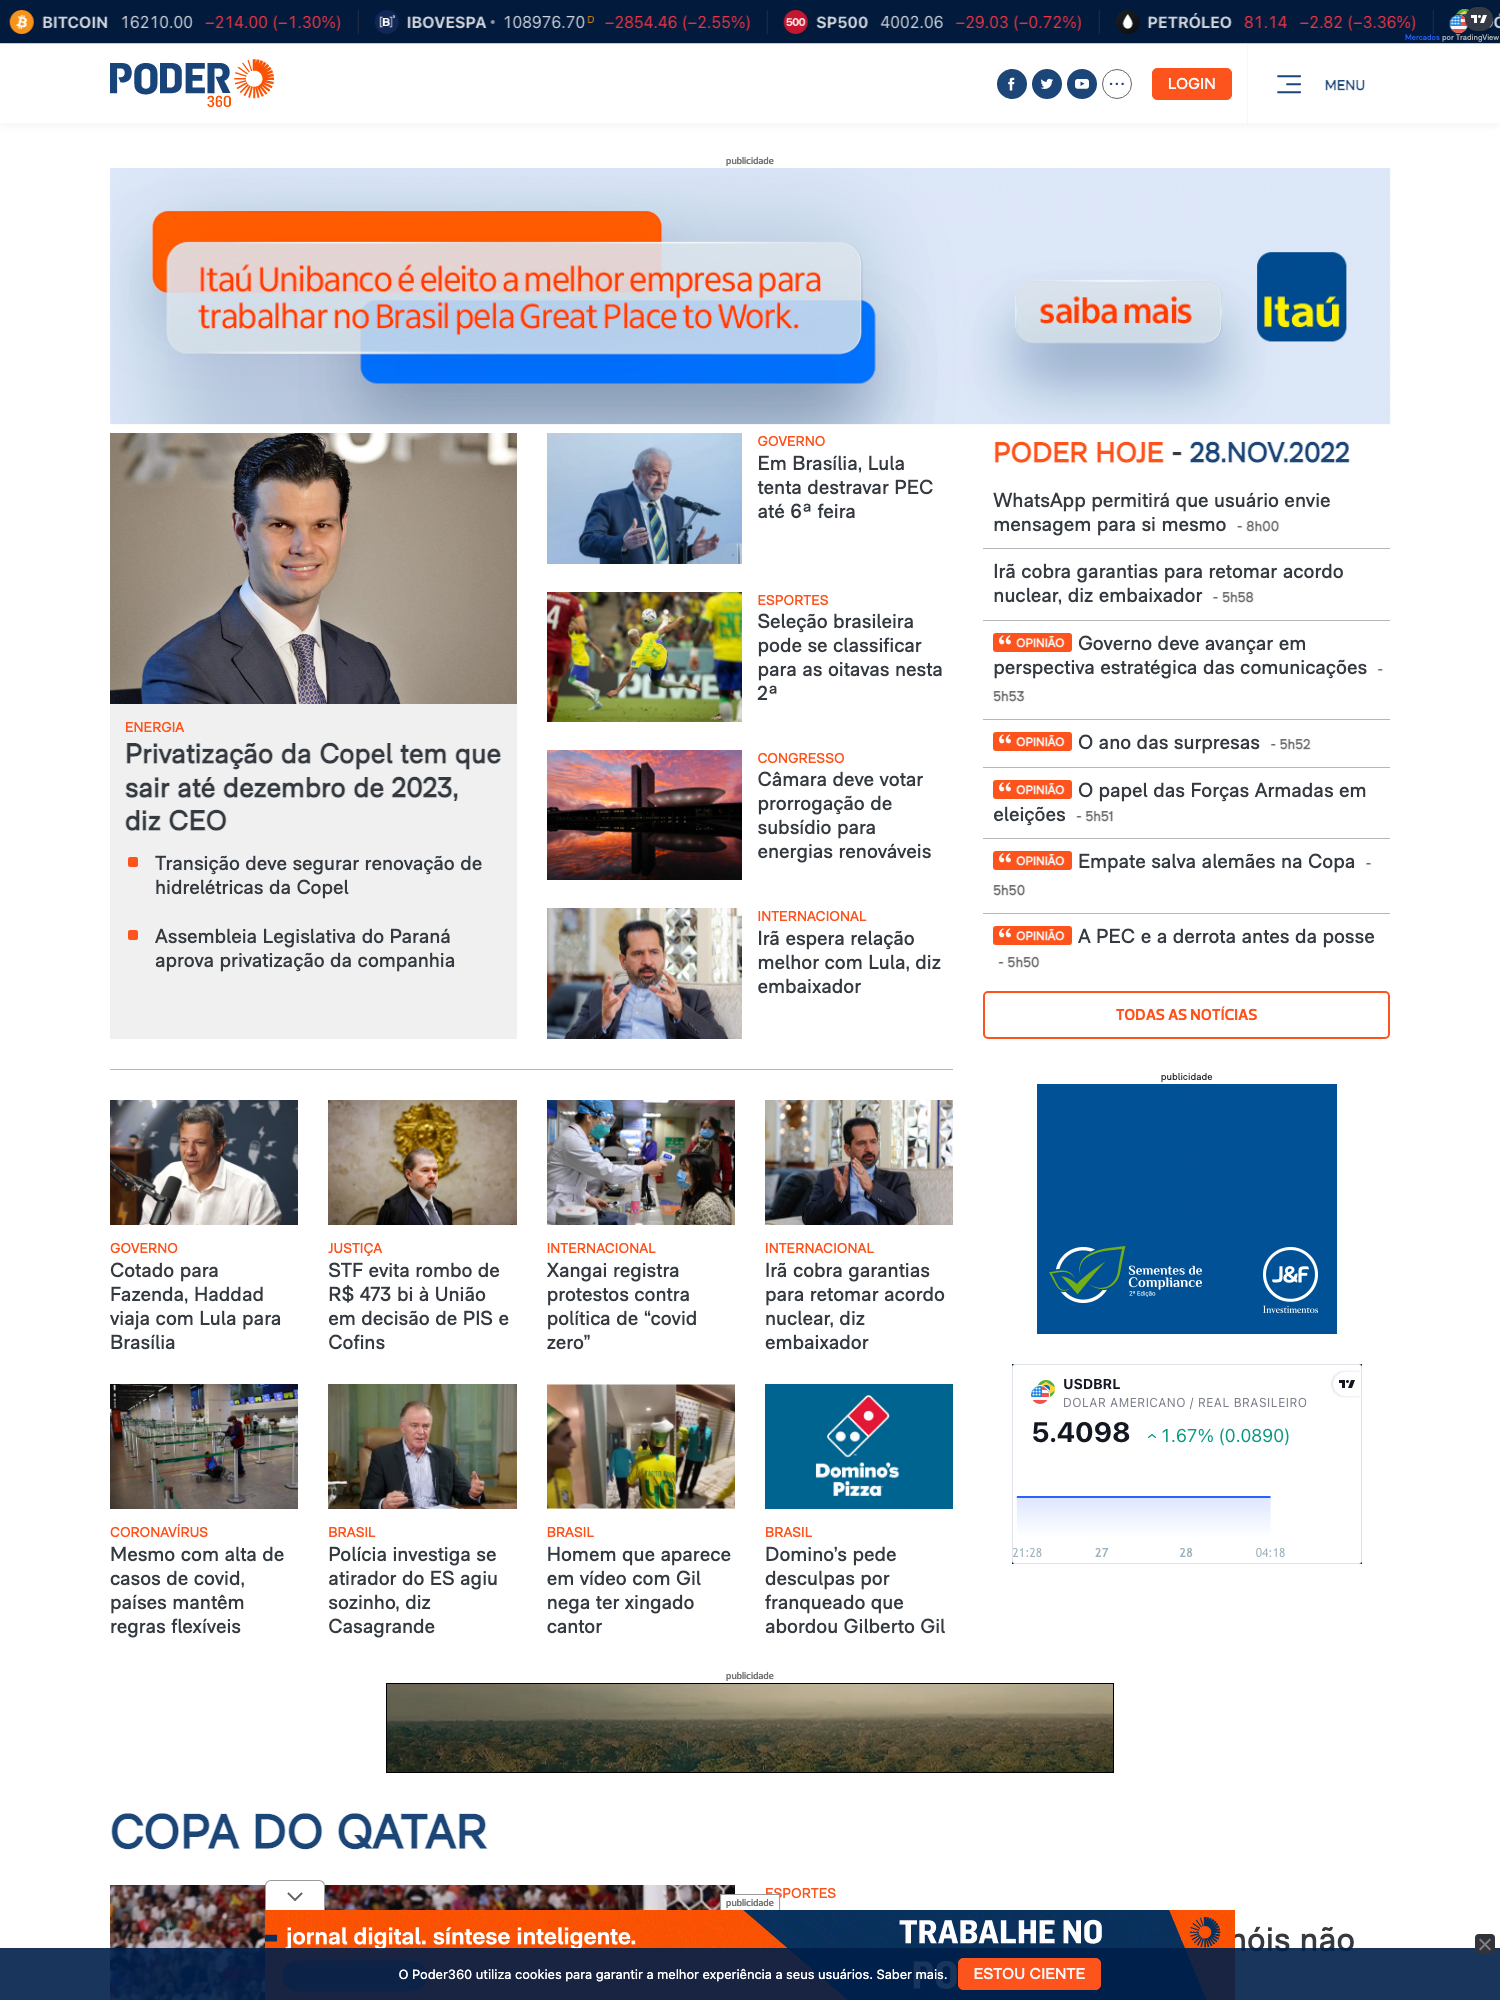 BITCOIN 16210.00 −214.00 (−1.30%) IBOVESPA • 108976.70 D −2854.46 (−2.55%) 500 SP500 4002.06 −29.03 (−0.72%) PETRÓLEO 81.14 −2.82 (−3.36%)
Mercados por TradingView
PODER
360
LOGIN
MENU
publicidade
Itaú Unibanco é eleito a melhor empresa para
trabalhar no Brasil pela Great Place to Work.
saiba mais
Itaú
ENERGIA
Privatização da Copel tem que
sair até dezembro de 2023,
diz CEO
Transição deve segurar renovação de
hidrelétricas da Copel
Assembleia Legislativa do Paraná
aprova privatização da companhia
GOVERNO
Em Brasília, Lula
tenta destravar PEC
até 6ª feira
ESPORTES
Seleção brasileira
pode se classificar
para as oitavas nesta
2ª
CONGRESSO
Câmara deve votar
prorrogação de
subsídio para
energias renováveis
INTERNACIONAL
Irã espera relação
melhor com Lula, diz
embaixador
PODER HOJE - 28.NOV.2022
WhatsApp permitirá que usuário envie
mensagem para si mesmo - 8h00
Irã cobra garantias para retomar acordo
nuclear, diz embaixador - 5h58
OPINIÃO Governo deve avançar em
perspectiva estratégica das comunicações -
5h53
OPINIÃO O ano das surpresas - 5h52
OPINIÃO O papel das Forças Armadas em
eleições - 5h51
OPINIÃO Empate salva alemães na Copa -
5h50
OPINIÃO A PEC e a derrota antes da posse
- 5h50
TODAS AS NOTÍCIAS
GOVERNO
Cotado para
Fazenda, Haddad
viaja com Lula para
Brasília
JUSTIÇA
STF evita rombo de
R$ 473 bi à União
em decisão de PIS e
Cofins
INTERNACIONAL
Xangai registra
protestos contra
política de “covid
zero”
INTERNACIONAL
Irã cobra garantias
para retomar acordo
nuclear, diz
embaixador
publicidade
Sementes de
Compliance
2ª Edição
J&F
Investimentos
USDBRL
DOLAR AMERICANO / REAL BRASILEIRO
5.4098 1.67% (0.0890)
21:28 27 28 04:18
Domino's
Pizza
CORONAVÍRUS
Mesmo com alta de
casos de covid,
países mantêm
regras flexíveis
BRASIL
Polícia investiga se
atirador do ES agiu
sozinho, diz
Casagrande
BRASIL
Homem que aparece
em vídeo com Gil
nega ter xingado
cantor
BRASIL
Domino’s pede
desculpas por
franqueado que
abordou Gilberto Gil
publicidade
COPA DO QATAR
ESPORTES
publicidade
jornal digital. síntese inteligente.
TRABALHE NO
nóis não
O Poder360 utiliza cookies para garantir a melhor experiência a seus usuários. Saber mais.
ESTOU CIENTE